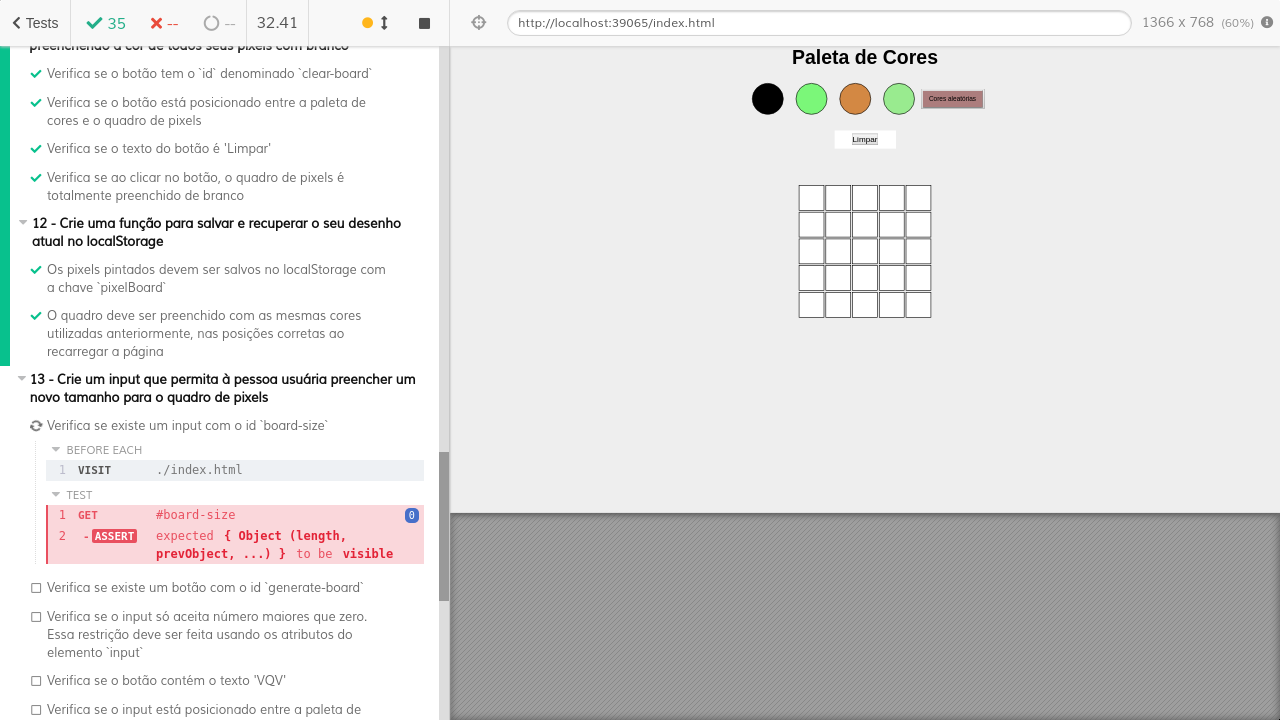 Tests
35
--
--
32.41
http://localhost:39065/index.html
1366 x 768 (60%)
preenchendo a cor de todos seus pixels com branco
Verifica se o botão tem o `id` denominado `clear-board`
Verifica se o botão está posicionado entre a paleta de
cores e o quadro de pixels
Verifica se o texto do botão é 'Limpar'
Verifica se ao clicar no botão, o quadro de pixels é
totalmente preenchido de branco
12 - Crie uma função para salvar e recuperar o seu desenho
atual no localStorage
Os pixels pintados devem ser salvos no localStorage com
a chave `pixelBoard`
O quadro deve ser preenchido com as mesmas cores
utilizadas anteriormente, nas posições corretas ao
recarregar a página
13 - Crie um input que permita à pessoa usuária preencher um
novo tamanho para o quadro de pixels
Verifica se existe um input com o id `board-size`
BEFORE EACH
1 VISIT ./index.html
TEST
1 GET #board-size 0
2 -ASSERT expected { Object (length,
prevObject, ...) } to be visible
Verifica se existe um botão com o id `generate-board`
Verifica se o input só aceita número maiores que zero.
Essa restrição deve ser feita usando os atributos do
elemento `input`
Verifica se o botão contém o texto 'VQV'
Verifica se o input está posicionado entre a paleta de
Paleta de Cores
Cores aleatórias
Limpar